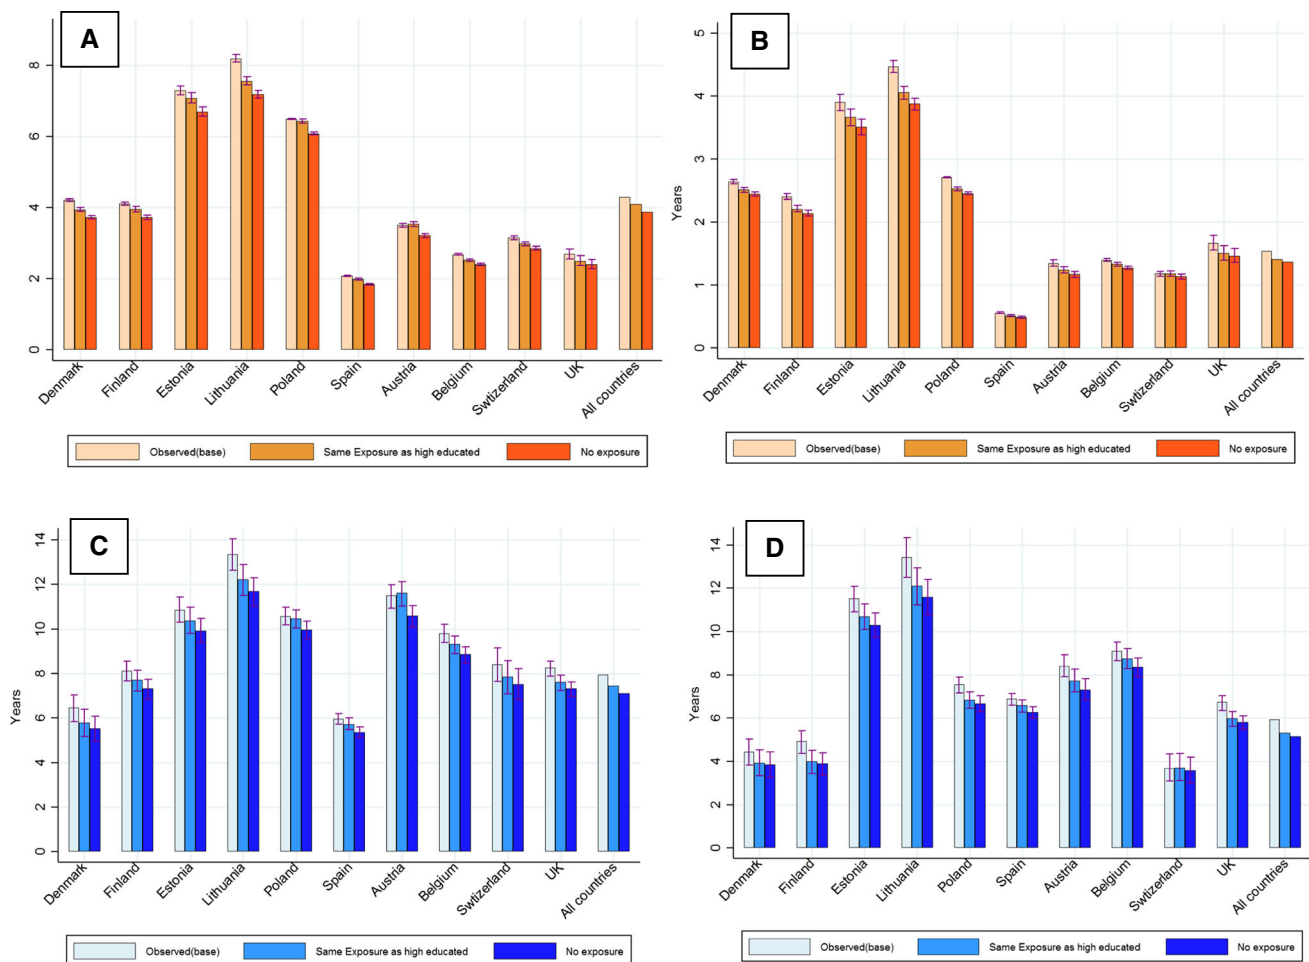 A
8
6
4
2
0
Denmark
Finland
Estonia
Lithuania
Poland
Spain
Austria
Belgium
Swtizerland
UK
All countries
Observed(base)
Same Exposure as high educated
No exposure
B
Years
5
4
3
2
1
0
Denmark
Finland
Estonia
Lithuania
Poland
Spain
Austria
Belgium
Swtizerland
UK
All countries
Observed(base)
Same Exposure as high educated
No exposure
C
Years
14
12
10
8
6
4
2
0
Denmark
Finland
Estonia
Lithuania
Poland
Spain
Austria
Belgium
Swtizerland
UK
All countries
Observed(base)
Same Exposure as high educated
No exposure
D
Years
14
12
10
8
6
4
2
0
Denmark
Finland
Estonia
Lithuania
Poland
Spain
Austria
Belgium
Swtizerland
UK
All countries
Observed(base)
Same Exposure as high educated
No exposure